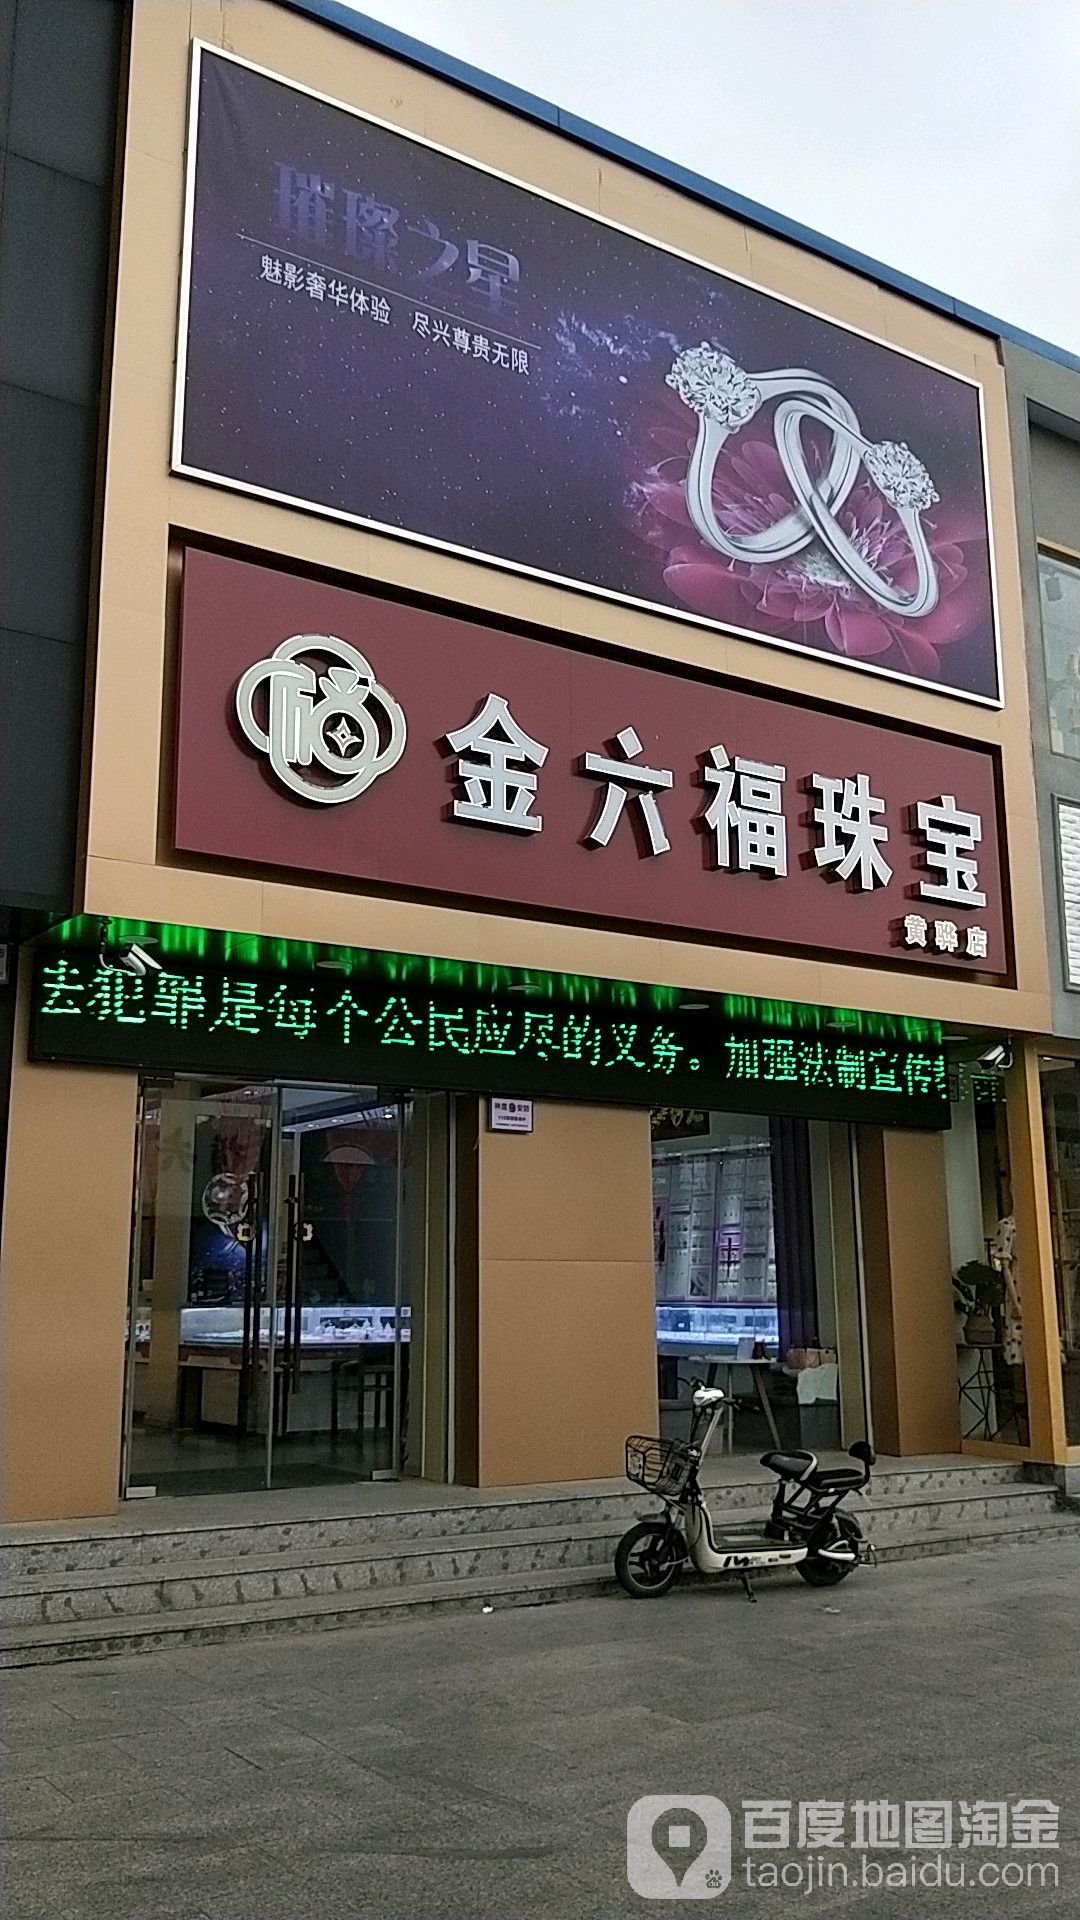 璀璨之星
魅影奢华体验 尽兴尊贵无限
金六福珠宝
黄骅店
去犯罪是每个公民应尽的义务。加强法制宣传
百度地图淘金
taojin.baidu.com